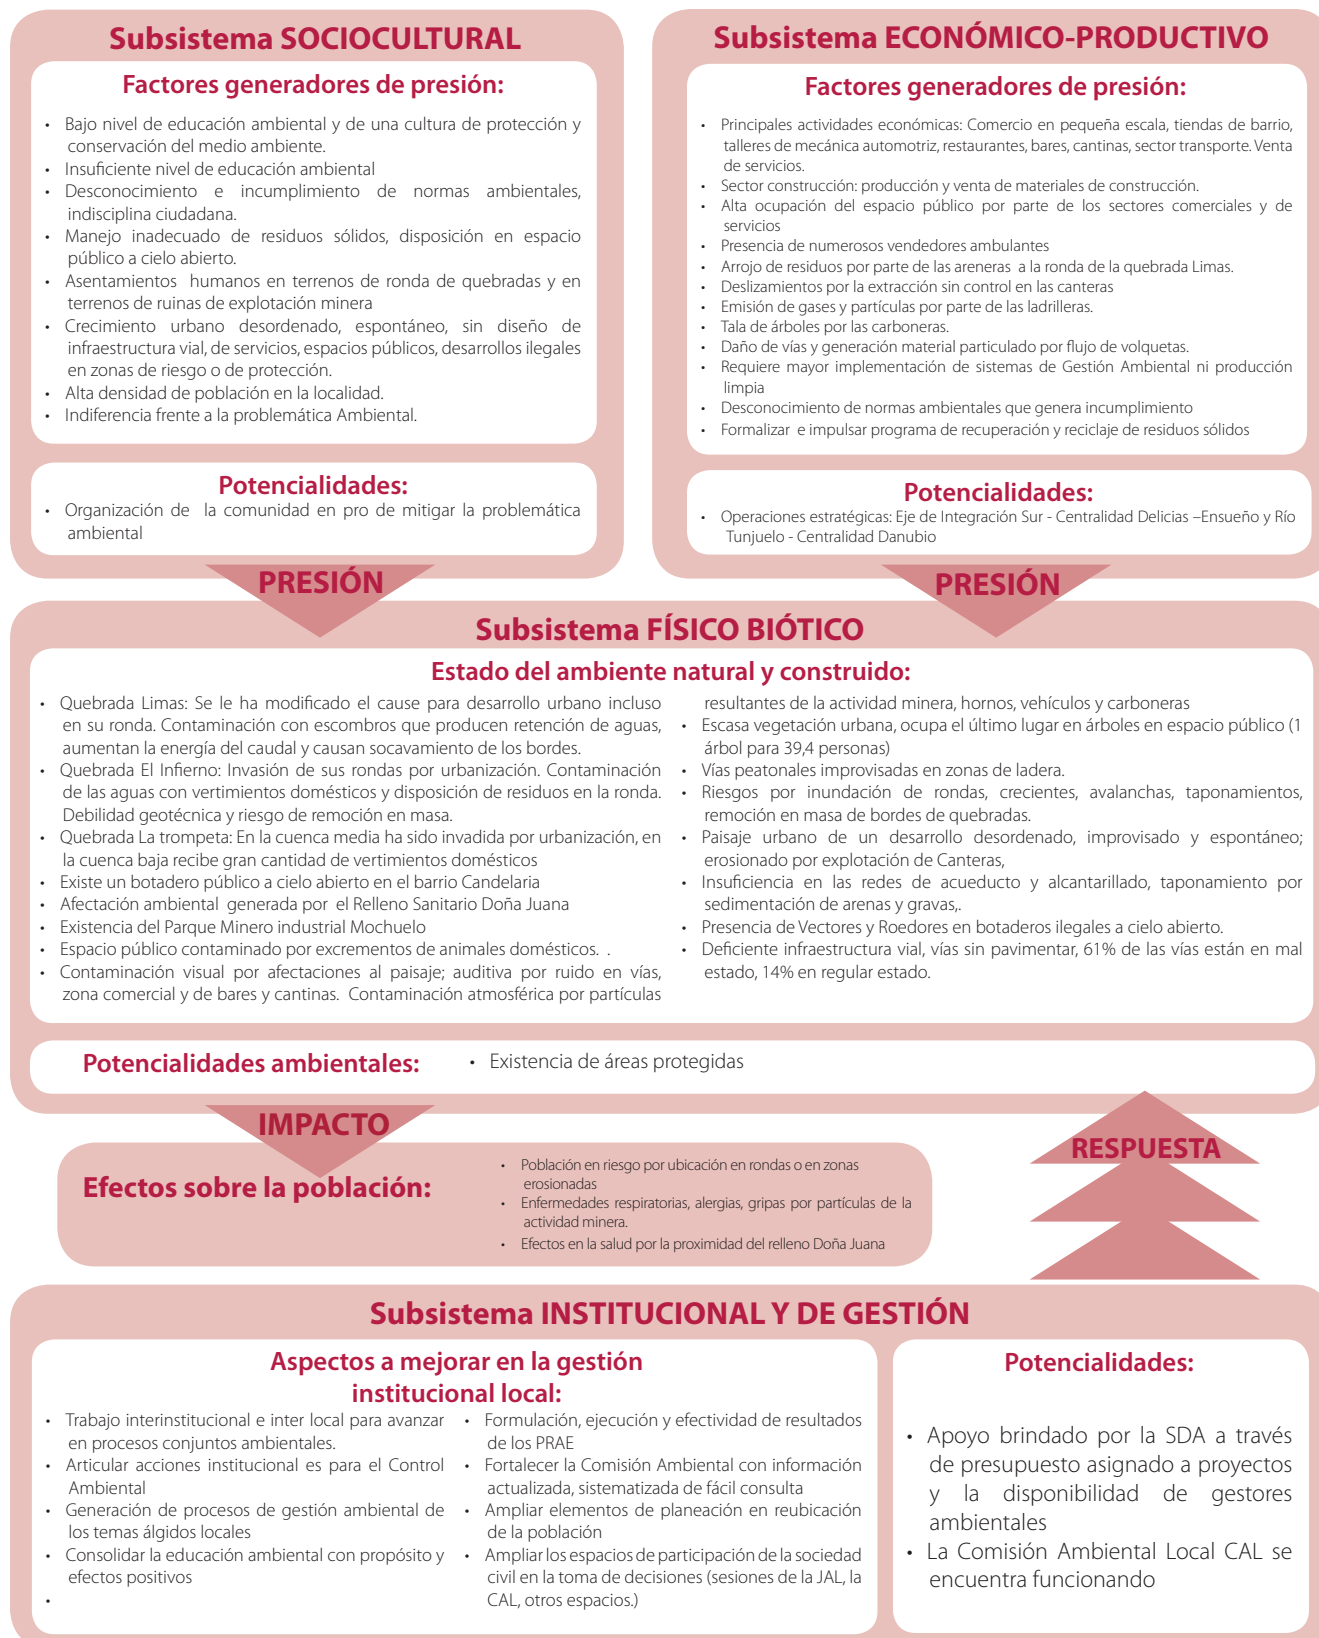 Subsistema SOCIOCULTURAL
Factores generadores de presión:
• Bajo nivel de educación ambiental y de una cultura de protección y
conservación del medio ambiente.
• Insuficiente nivel de educación ambiental
• Desconocimiento e incumplimiento de normas ambientales,
indisciplina ciudadana.
• Manejo inadecuado de residuos sólidos, disposición en espacio
público a cielo abierto.
• Asentamientos humanos en terrenos de ronda de quebradas y en
terrenos de ruinas de explotación minera
• Crecimiento urbano desordenado, espontáneo, sin diseño de
infraestructura vial, de servicios, espacios públicos, desarrollos ilegales
en zonas de riesgo o de protección.
• Alta densidad de población en la localidad.
• Indiferencia frente a la problemática Ambiental.
Potencialidades:
• Organización de la comunidad en pro de mitigar la problemática
ambiental
PRESIÓN
Subsistema ECONÓMICO-PRODUCTIVO
Factores generadores de presión:
• Principales actividades económicas: Comercio en pequeña escala, tiendas de barrio,
talleres de mecánica automotriz, restaurantes, bares, cantinas, sector transporte. Venta
de servicios.
• Sector construcción: producción y venta de materiales de construcción.
• Alta ocupación del espacio público por parte de los sectores comerciales y de
servicios
• Presencia de numerosos vendedores ambulantes
• Arrojo de residuos por parte de las areneras a la ronda de la quebrada Limas.
• Deslizamientos por la extracción sin control en las canteras
• Emisión de gases y partículas por parte de las ladrilleras.
• Tala de árboles por las carboneras.
• Daño de vías y generación material particulado por flujo de volquetas.
• Requiere mayor implementación de sistemas de Gestión Ambiental ni producción
limpia
• Desconocimiento de normas ambientales que genera incumplimiento
• Formalizar e impulsar programa de recuperación y reciclaje de residuos sólidos
Potencialidades:
• Operaciones estratégicas: Eje de Integración Sur - Centralidad Delicias –Ensueño y Río
Tunjuelo - Centralidad Danubio
PRESIÓN
Subsistema FÍSICO BIÓTICO
Estado del ambiente natural y construido:
• Quebrada Limas: Se le ha modificado el cause para desarrollo urbano incluso
en su ronda. Contaminación con escombros que producen retención de aguas,
aumentan la energía del caudal y causan socavamiento de los bordes.
• Quebrada El Infierno: Invasión de sus rondas por urbanización. Contaminación
de las aguas con vertimientos domésticos y disposición de residuos en la ronda.
Debilidad geotécnica y riesgo de remoción en masa.
• Quebrada La trompeta: En la cuenca media ha sido invadida por urbanización, en
la cuenca baja recibe gran cantidad de vertimientos domésticos
• Existe un botadero público a cielo abierto en el barrio Candelaria
• Afectación ambiental generada por el Relleno Sanitario Doña Juana
• Existencia del Parque Minero industrial Mochuelo
• Espacio público contaminado por excrementos de animales domésticos. .
• Contaminación visual por afectaciones al paisaje; auditiva por ruido en vías,
zona comercial y de bares y cantinas. Contaminación atmosférica por partículas
resultantes de la actividad minera, hornos, vehículos y carboneras
• Escasa vegetación urbana, ocupa el último lugar en árboles en espacio público (1
árbol para 39,4 personas)
• Vías peatonales improvisadas en zonas de ladera.
• Riesgos por inundación de rondas, crecientes, avalanchas, taponamientos,
remoción en masa de bordes de quebradas.
• Paisaje urbano de un desarrollo desordenado, improvisado y espontáneo;
erosionado por explotación de Canteras,
• Insuficiencia en las redes de acueducto y alcantarillado, taponamiento por
sedimentación de arenas y gravas,.
• Presencia de Vectores y Roedores en botaderos ilegales a cielo abierto.
• Deficiente infraestructura vial, vías sin pavimentar, 61% de las vías están en mal
estado, 14% en regular estado.
Potencialidades ambientales:
• Existencia de áreas protegidas
IMPACTO
Efectos sobre la población:
• Población en riesgo por ubicación en rondas o en zonas
erosionadas
• Enfermedades respiratorias, alergias, gripas por partículas de la
actividad minera.
• Efectos en la salud por la proximidad del relleno Doña Juana
RESPUESTA
Subsistema INSTITUCIONAL Y DE GESTIÓN
Aspectos a mejorar en la gestión
institucional local:
• Trabajo interinstitucional e inter local para avanzar
en procesos conjuntos ambientales.
• Articular acciones institucional es para el Control
Ambiental
• Generación de procesos de gestión ambiental de
los temas álgidos locales
• Consolidar la educación ambiental con propósito y
efectos positivos
•
• Formulación, ejecución y efectividad de resultados
de los PRAE
• Fortalecer la Comisión Ambiental con información
actualizada, sistematizada de fácil consulta
• Ampliar elementos de planeación en reubicación
de la población
• Ampliar los espacios de participación de la sociedad
civil en la toma de decisiones (sesiones de la JAL, la
CAL, otros espacios.)
Potencialidades:
• Apoyo brindado por la SDA a través
de presupuesto asignado a proyectos
y la disponibilidad de gestores
ambientales
• La Comisión Ambiental Local CAL se
encuentra funcionando